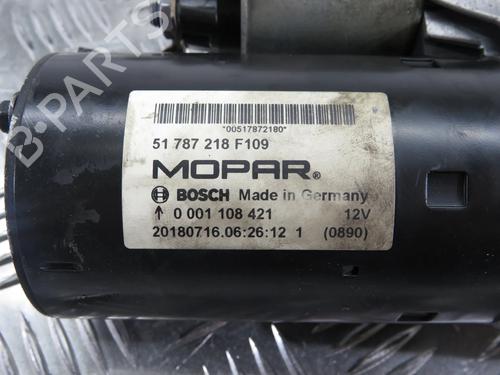 *00517872180*
51 787 218 F109
MOPAR®
BOSCH Made in Germany
↑ 0 001 108 421 12V
20180716.06:26:12 1 (0890)
B-PARTS